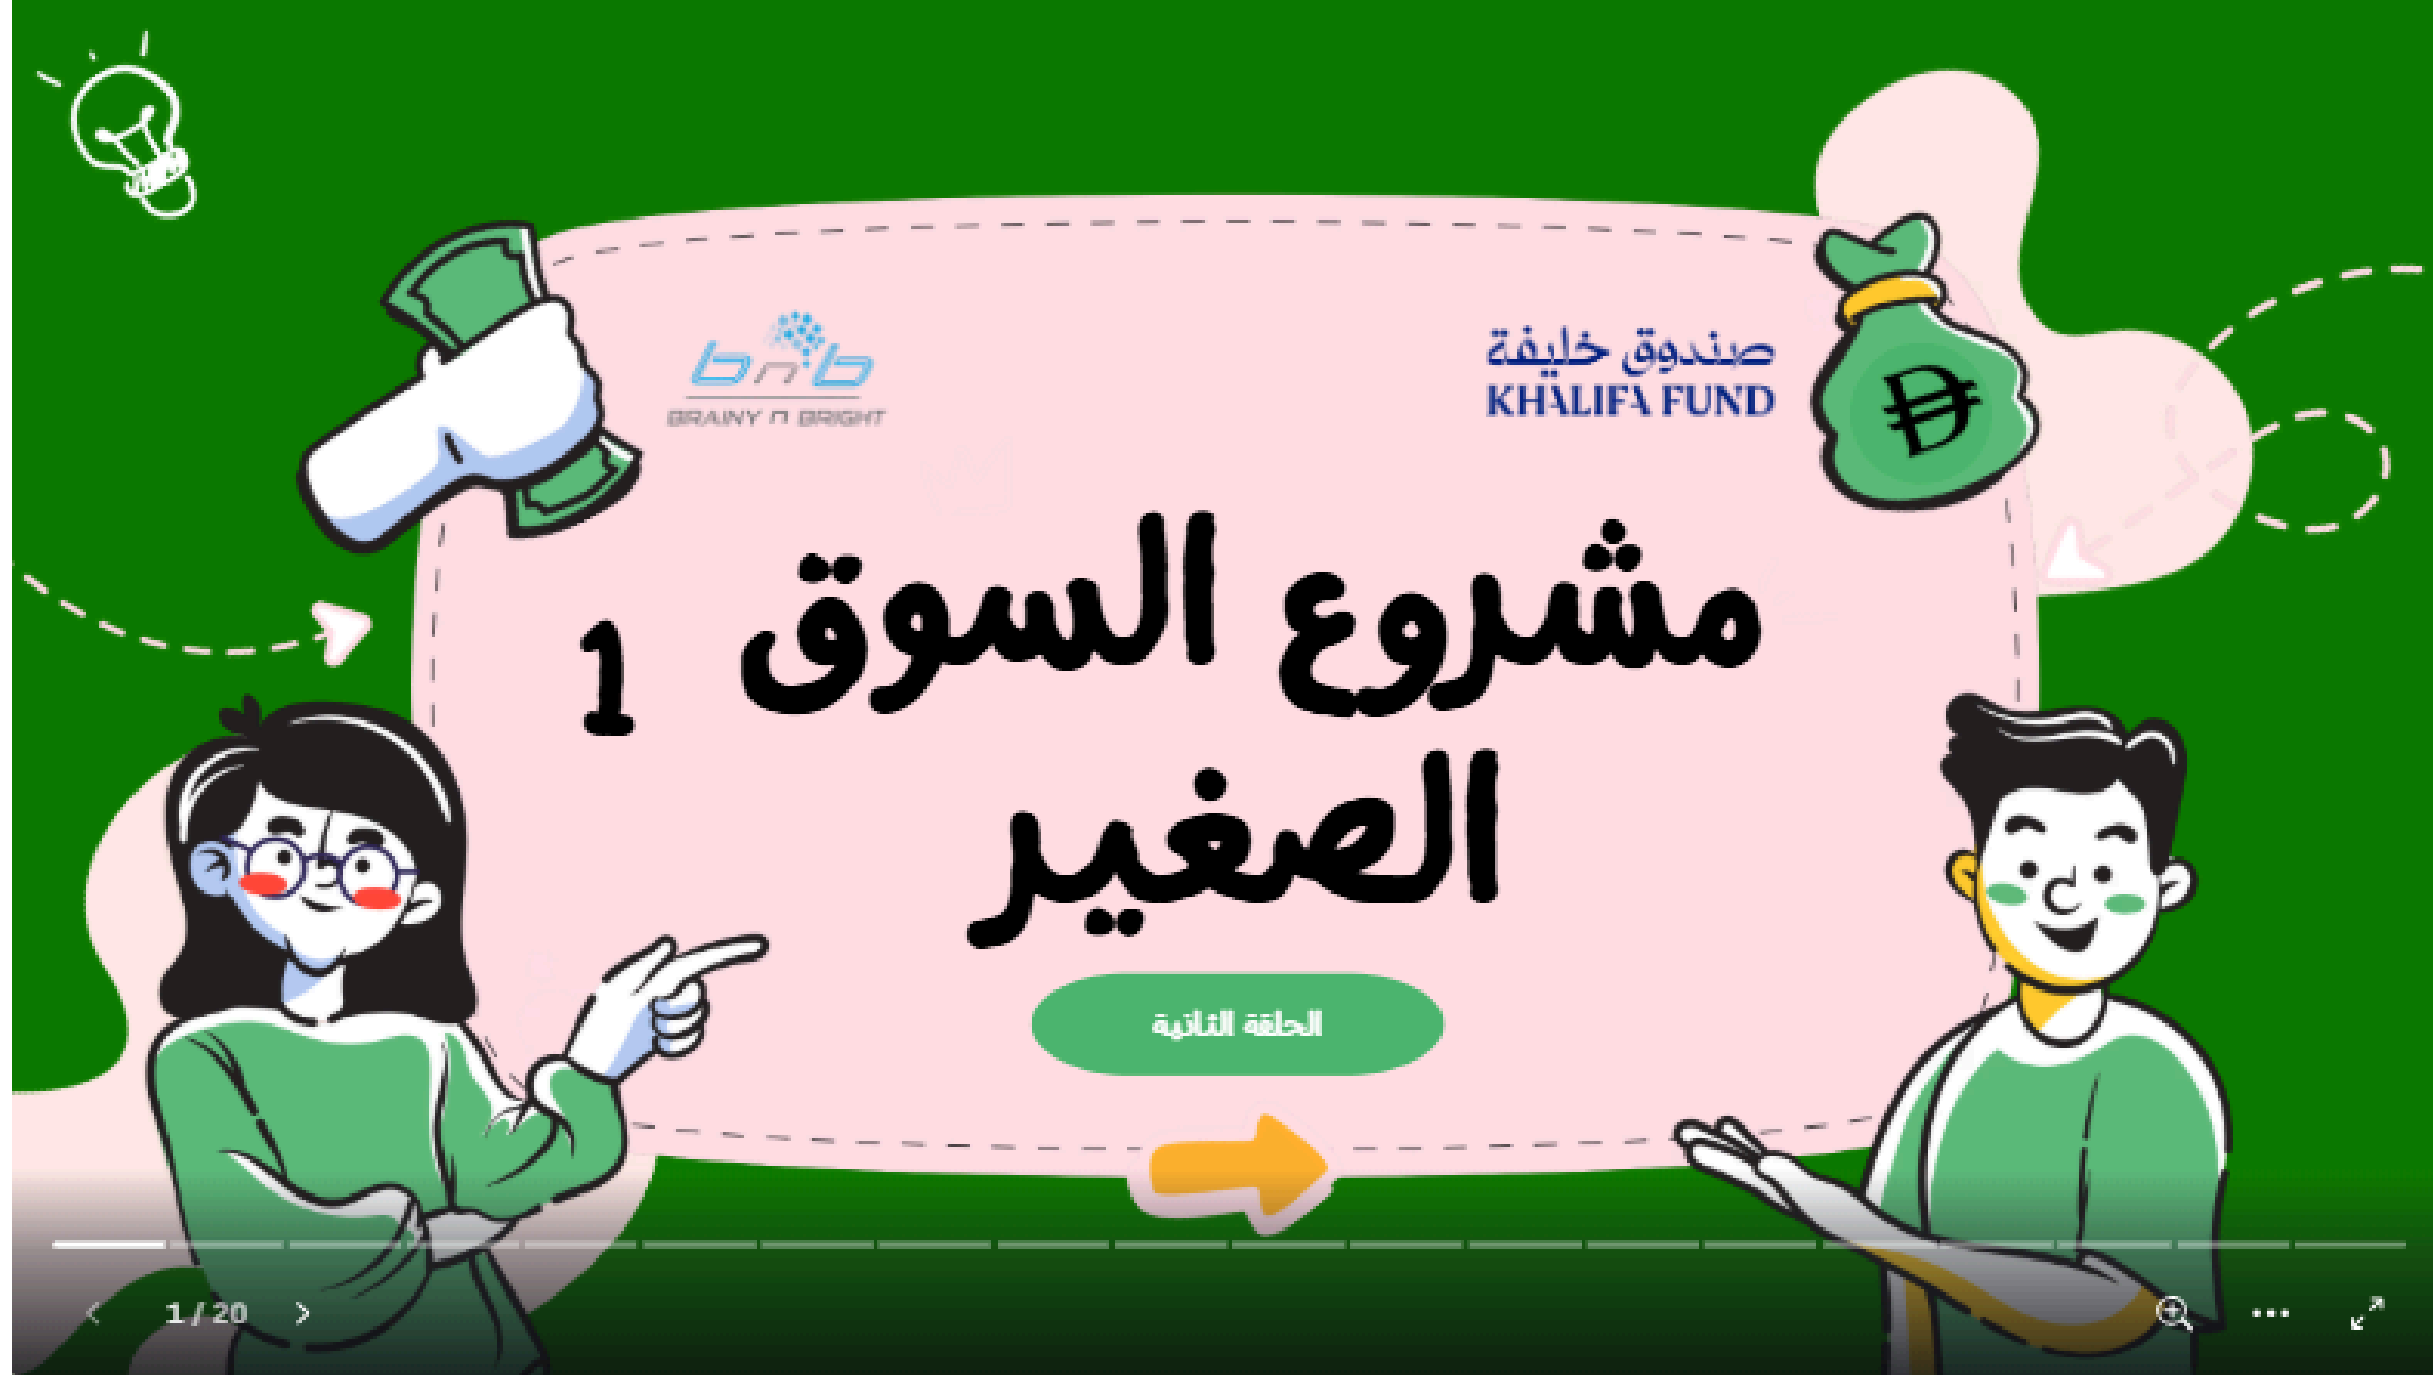 bnb
BRAINY n BRIGHT
صندوق خليفة
KHALIFA FUND
مشروع السوق 1
الصغير
الحلقة الثانية
1 / 20